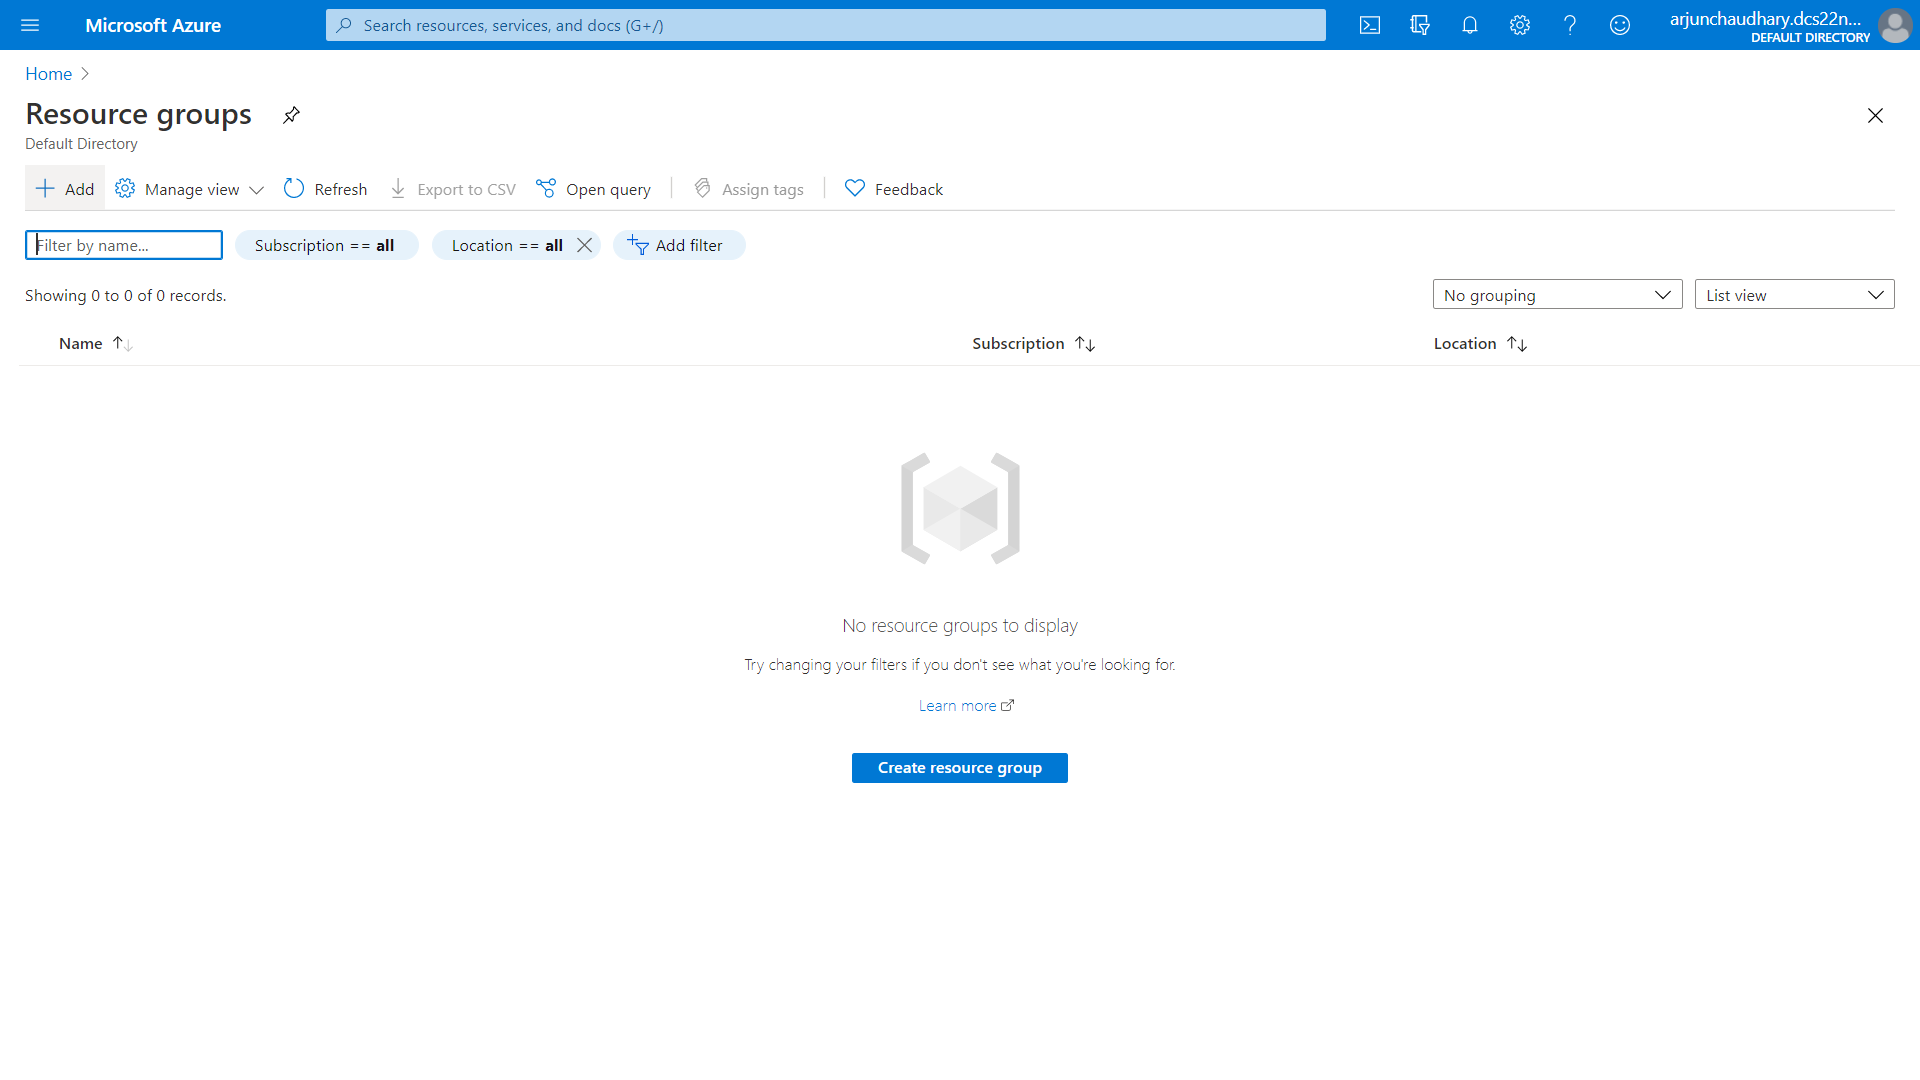 Microsoft Azure
Search resources, services, and docs (G+/)
arjunchaudhary.dcs22n...
DEFAULT DIRECTORY
Home
Resource groups
Default Directory
Add
Manage view
Refresh
Export to CSV
Open query
Assign tags
Feedback
Filter by name...
Subscription == all
Location == all
Add filter
Showing 0 to 0 of 0 records.
No grouping
List view
Name
Subscription
Location
No resource groups to display
Try changing your filters if you don't see what you're looking for.
Learn more
Create resource group